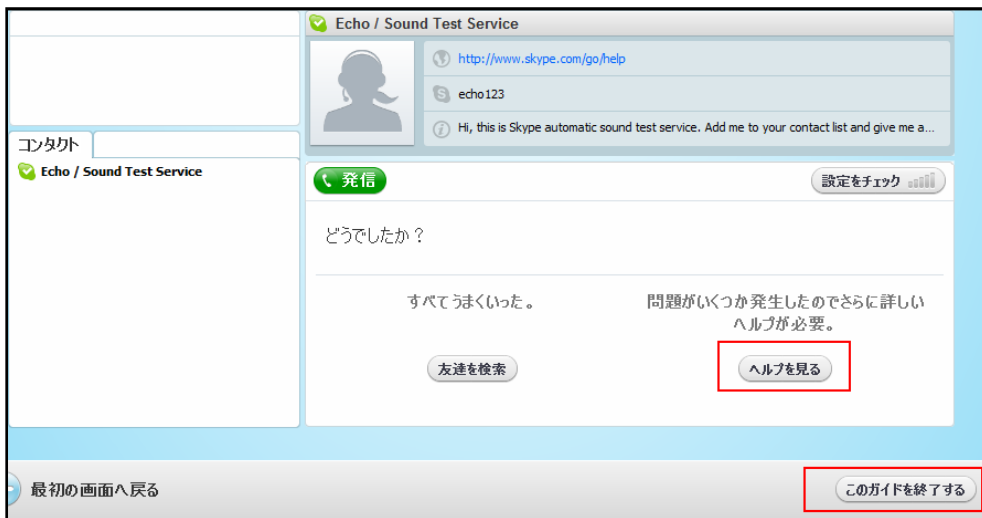 Echo / Sound Test Service
http://www.skype.com/go/help
echo123
Hi, this is Skype automatic sound test service. Add me to your contact list and give me a...
コンタクト
Echo / Sound Test Service
発信
設定をチェック
どうでしたか？
すべてうまくいった。
問題がいくつか発生したのでさらに詳しい
ヘルプが必要。
友達を検索
ヘルプを見る
最初の画面へ戻る
このガイドを終了する